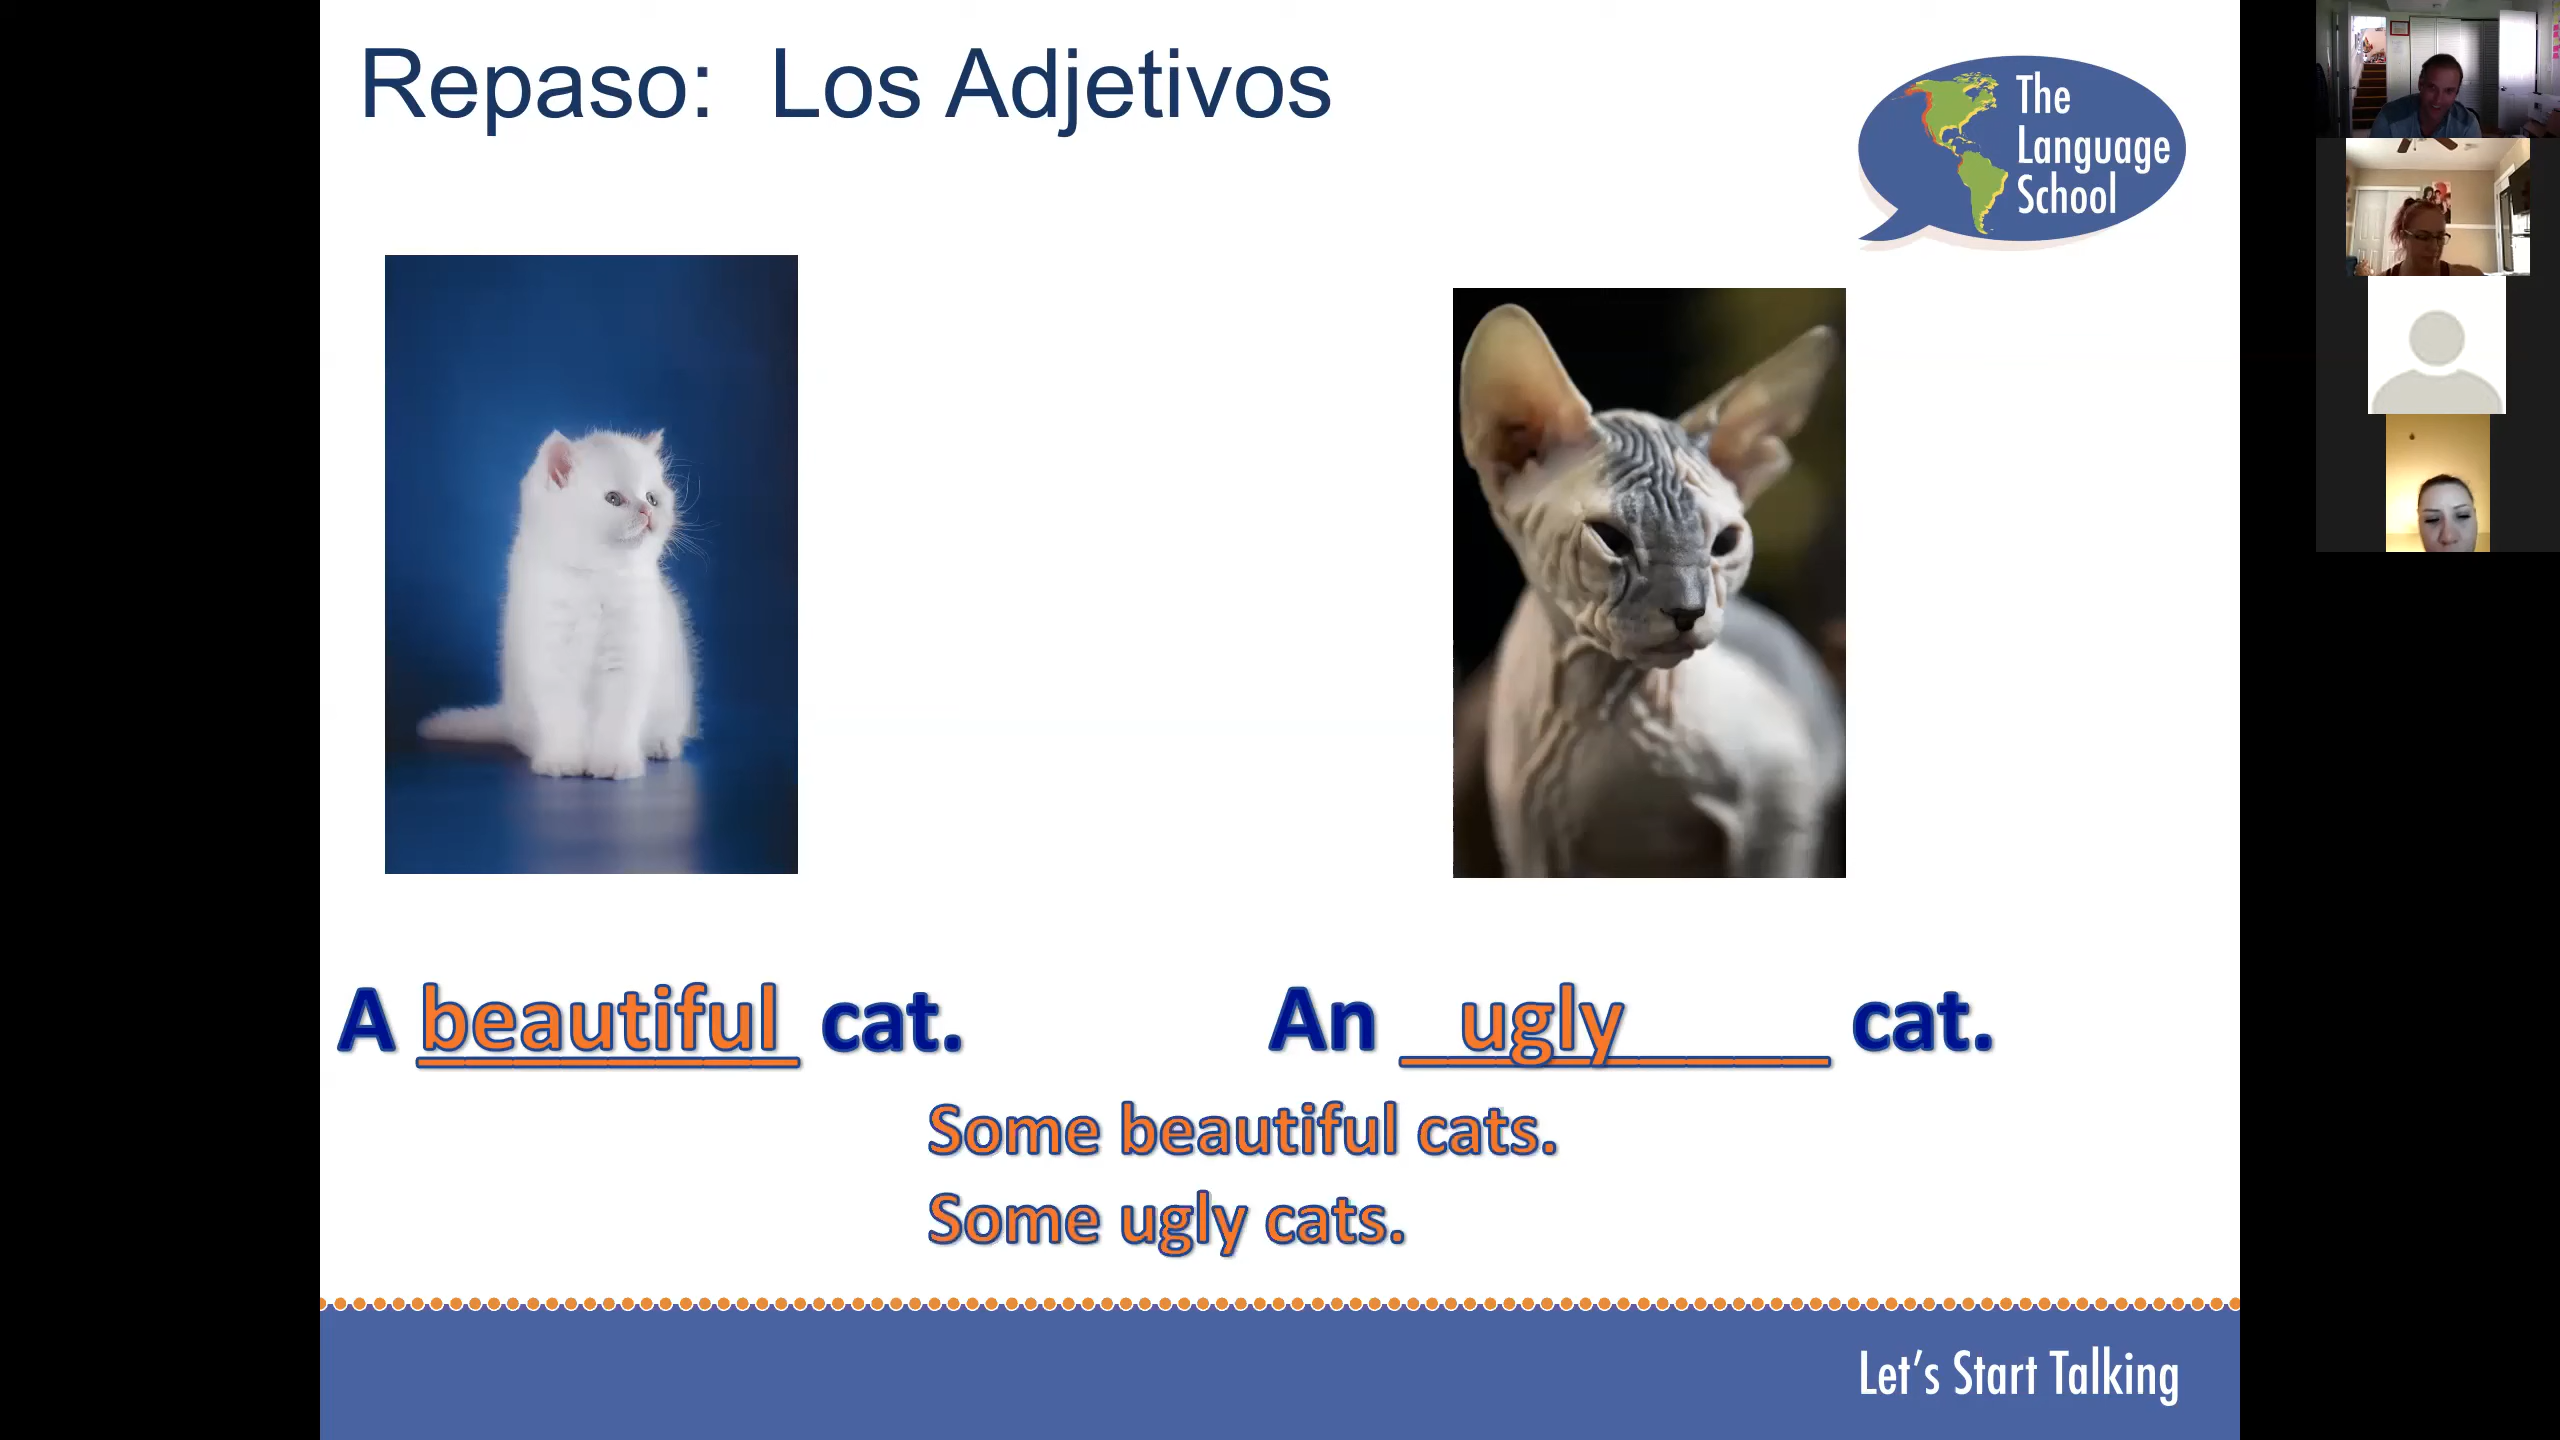 Repaso: Los Adjetivos
The
Language
School
A beautiful cat.
An ugly cat.
Some beautiful cats.
Some ugly cats.
Let's Start Talking